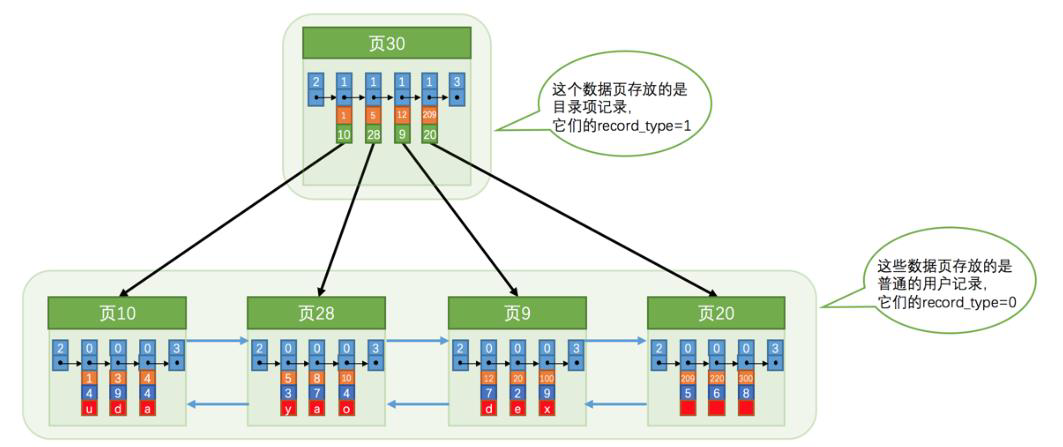 页30
2 1 1 1 1 3
1 5 12 209
10 28 9 20
这个数据页存放的是
目录项记录，
它们的record_type=1
这些数据页存放的是
普通的用户记录，
它们的record_type=0
页10
2 0 0 0 3
1 3 4
4 9 4
u d a
页28
2 0 0 0 3
5 8 10
3 7 4
y a o
页9
2 0 0 0 3
12 20 100
7 2 9
d e x
页20
2 0 0 0 3
209 220 300
5 6 8